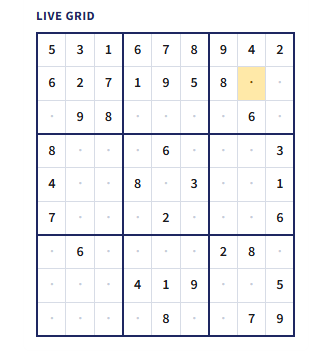 LIVE GRID
5 3 1 6 7 8 9 4 2
6 2 7 1 9 5 8 · ·
· 9 8 · · · · 6 ·
8 · · · 6 · · · 3
4 · · 8 · 3 · · 1
7 · · · 2 · · · 6
· 6 · · · · 2 8 ·
· · · 4 1 9 · · 5
· · · · 8 · · 7 9